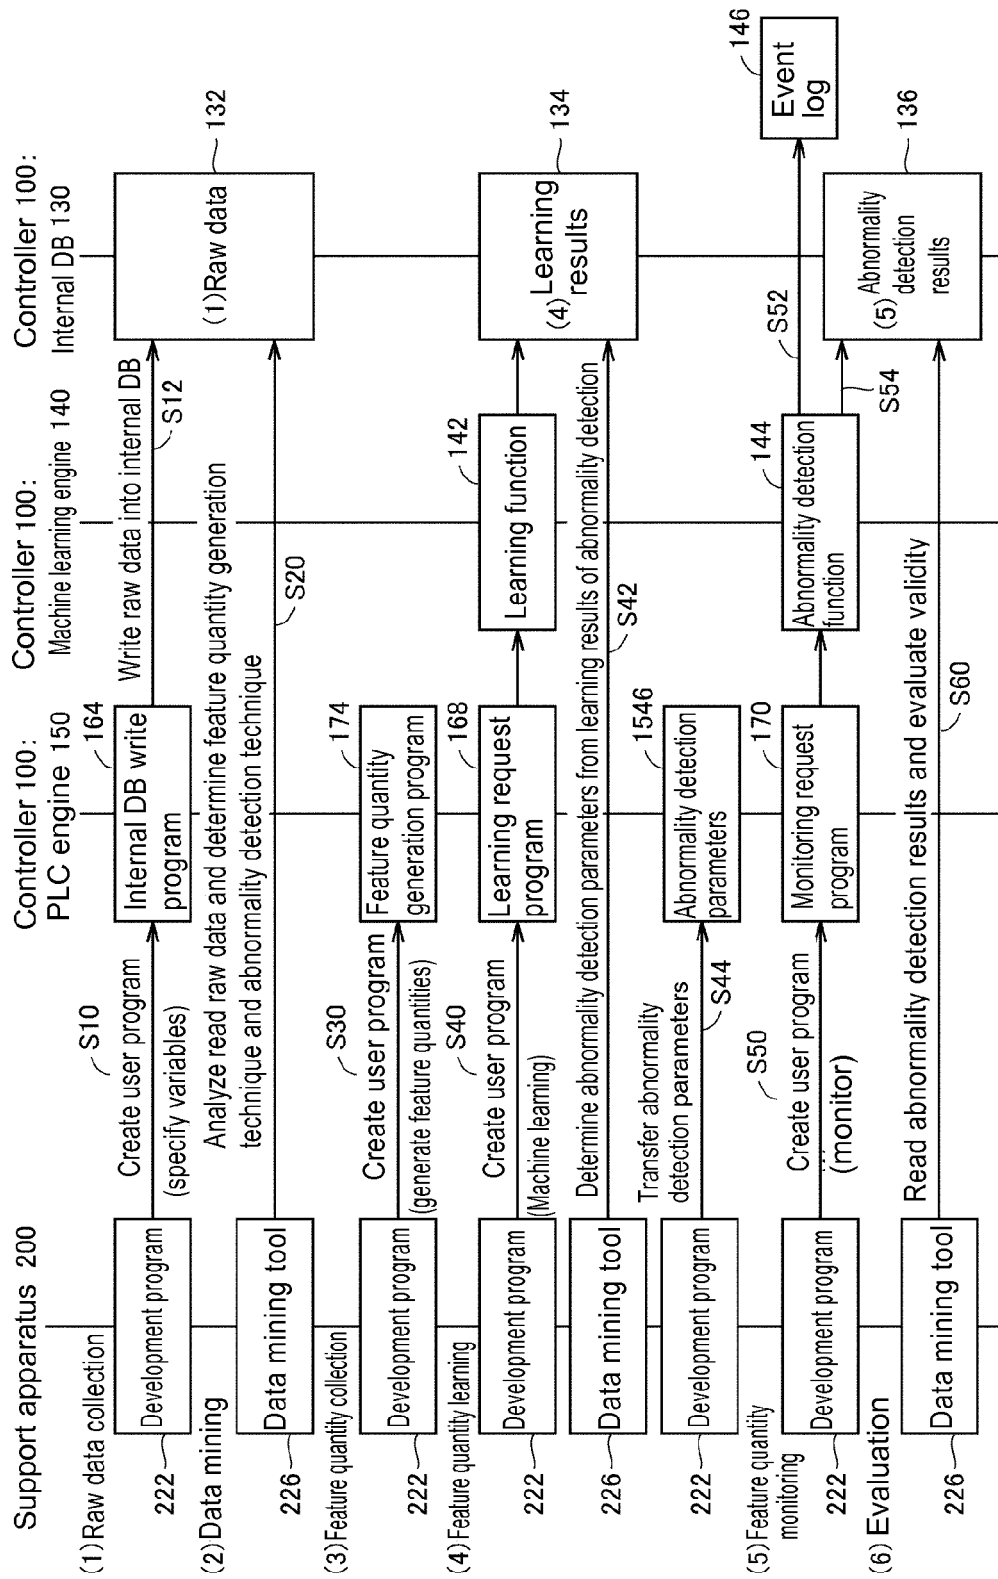 Support apparatus 200
Controller 100:
PLC engine 150
Controller 100:
Machine learning engine 140
Controller 100:
Internal DB 130
(1)Raw data collection
222
Development program
S10
Create user program
(specify variables)
164
Internal DB write
program
Write raw data into internal DB
S12
(1)Raw data
132
(2)Data mining
226
Data mining tool
Analyze read raw data and determine feature quantity generation
technique and abnormality detection technique
S20
(3)Feature quantity collection
222
Development program
S30
Create user program
(generate feature quantities)
174
Feature quantity
generation program
(4)Feature quantity learning
222
Development program
S40
Create user program
(Machine learning)
168
Learning request
program
142
Learning function
(4) Learning
results
134
226
Data mining tool
Determine abnormality detection parameters from learning results of abnormality detection
S42
222
Development program
Transfer abnormality
detection parameters
S44
1546
Abnormality detection
parameters
(5)Feature quantity
monitoring
222
Development program
S50
Create user program
(monitor)
170
Monitoring request
program
144
Abnormality detection
function
S52
146
Event
log
S54
(5) Abnormality
detection
results
136
(6) Evaluation
226
Data mining tool
Read abnormality detection results and evaluate validity
S60